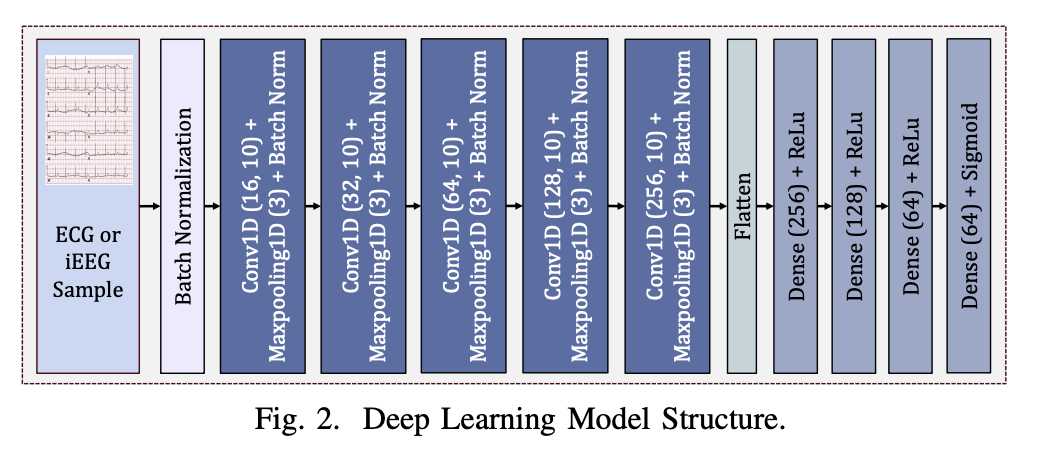 ECG or
iEEG
Sample
Batch Normalization
Conv1D (16, 10) +
Maxpooling1D (3) + Batch Norm
Conv1D (32, 10) +
Maxpooling1D (3) + Batch Norm
Conv1D (64, 10) +
Maxpooling1D (3) + Batch Norm
Conv1D (128, 10) +
Maxpooling1D (3) + Batch Norm
Conv1D (256, 10) +
Maxpooling1D (3) + Batch Norm
Flatten
Dense (256) + ReLu
Dense (128) + ReLu
Dense (64) + ReLu
Dense (64) + Sigmoid
Fig. 2. Deep Learning Model Structure.